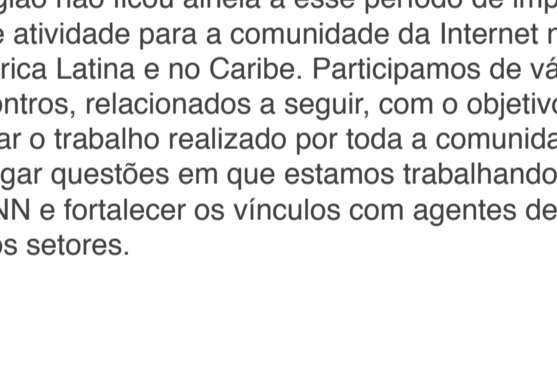 gião não ficou alheia a esse período de imp
e atividade para a comunidade da Internet n
rica Latina e no Caribe. Participamos de vá
ontros, relacionados a seguir, com o objetivo
ar o trabalho realizado por toda a comunida
gar questões em que estamos trabalhando
NN e fortalecer os vínculos com agentes de
os setores.